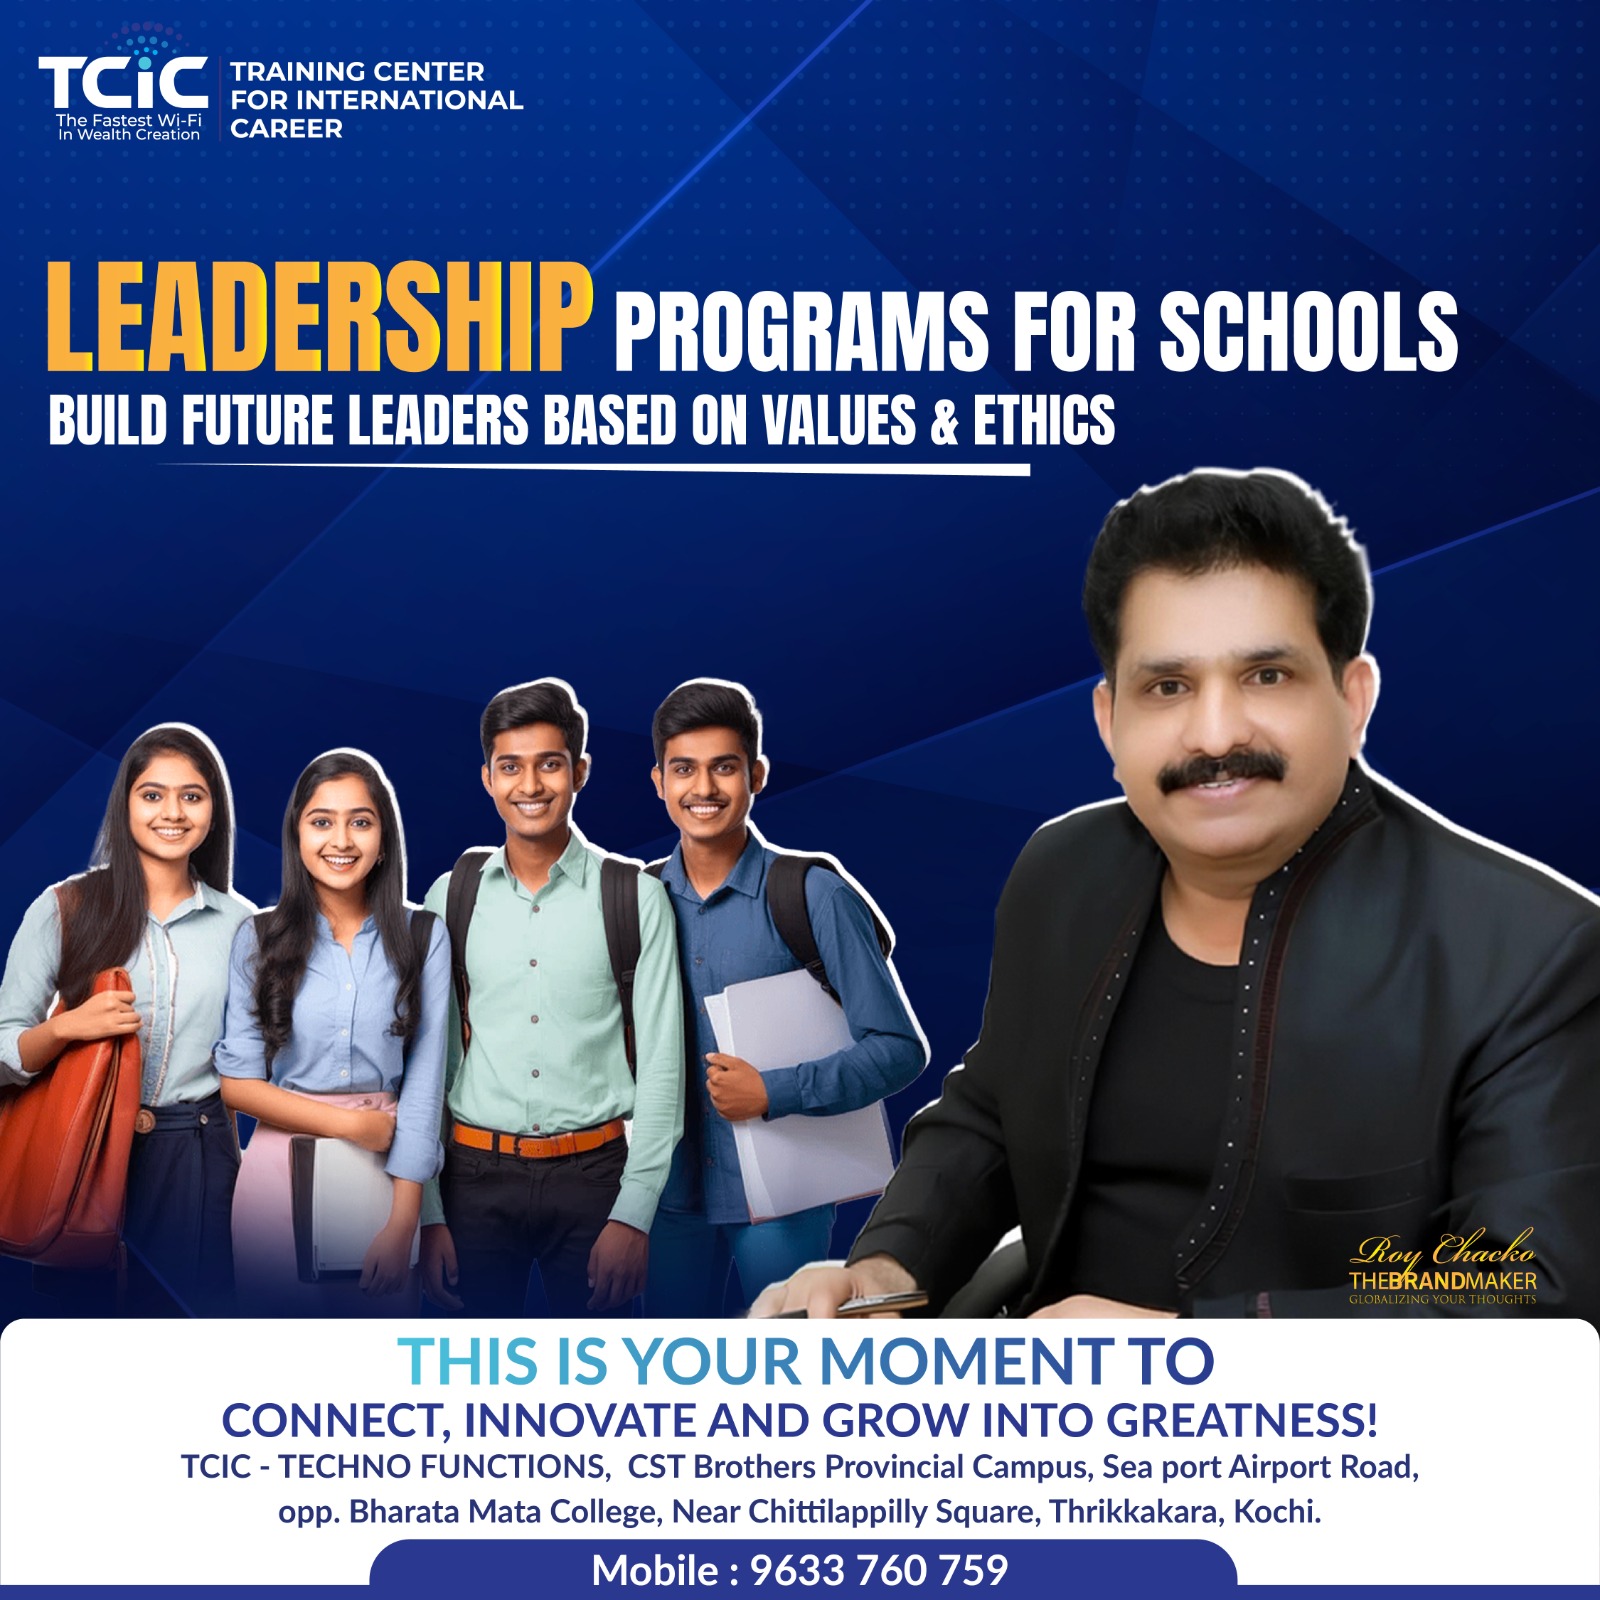 TCiC
The Fastest Wi-Fi
In Wealth Creation
TRAINING CENTER
FOR INTERNATIONAL
CAREER
LEADERSHIP PROGRAMS FOR SCHOOLS
BUILD FUTURE LEADERS BASED ON VALUES & ETHICS
Roy Chacko
THEBRANDMAKER
GLOBALIZING YOUR THOUGHTS
THIS IS YOUR MOMENT TO
CONNECT, INNOVATE AND GROW INTO GREATNESS!
TCIC - TECHNO FUNCTIONS, CST Brothers Provincial Campus, Sea port Airport Road,
opp. Bharata Mata College, Near Chittilappilly Square, Thrikkakara, Kochi.
Mobile : 9633 760 759